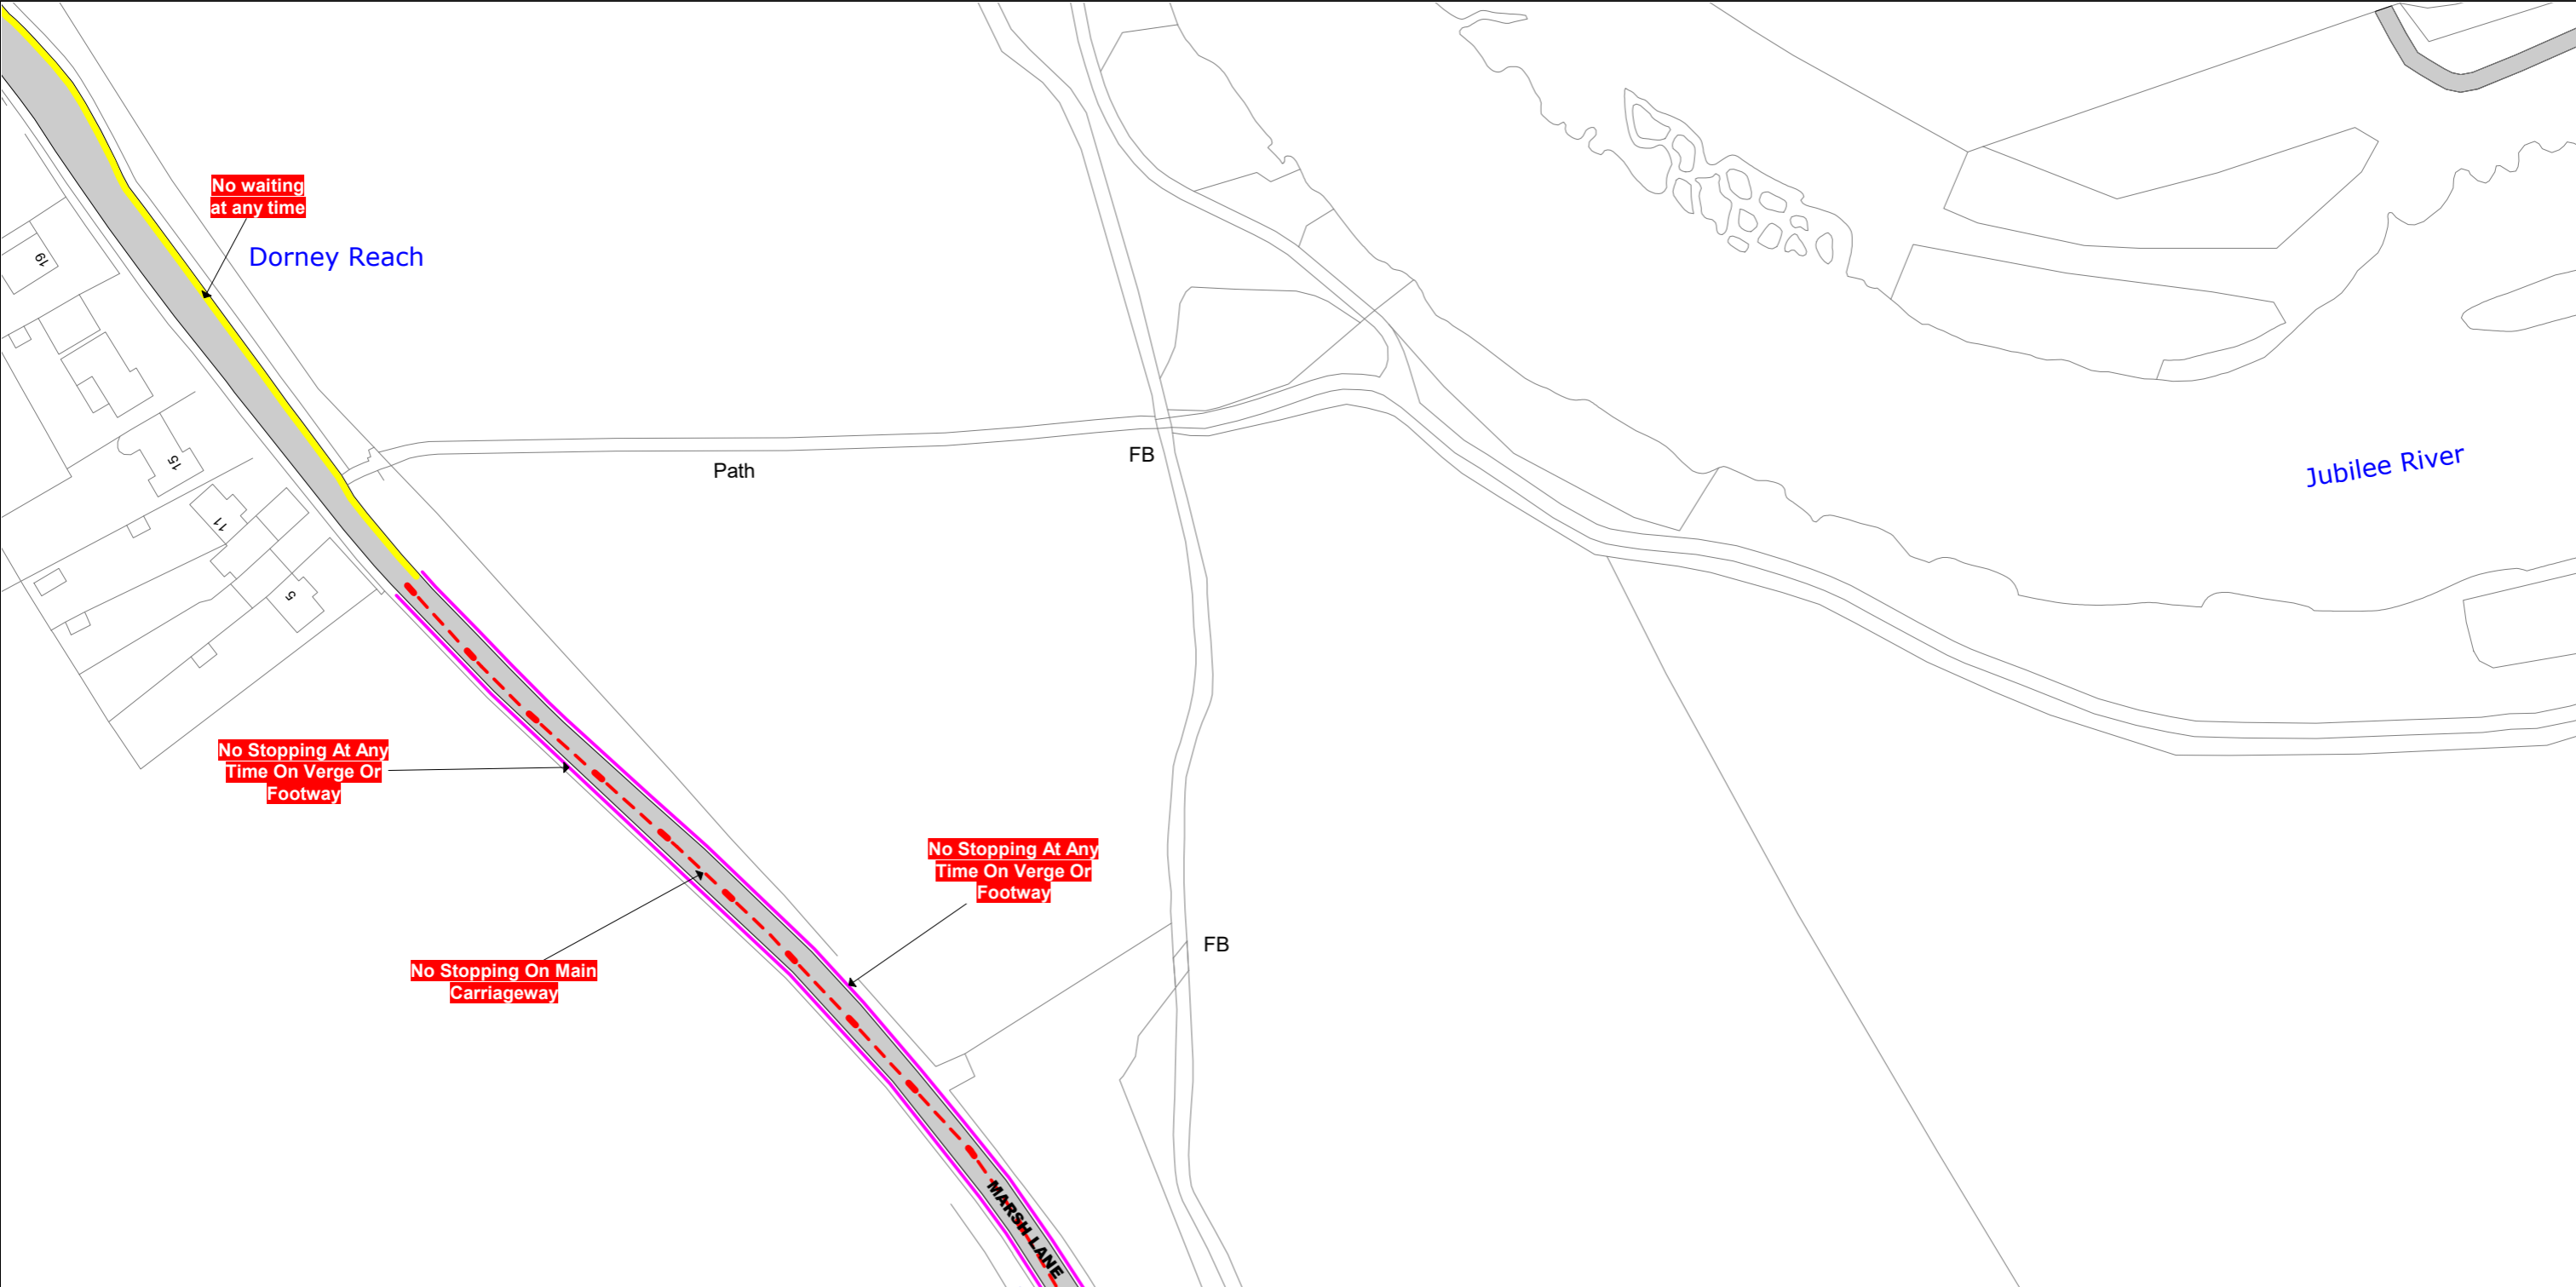 No waiting
at any time
Dorney Reach
19
15
11
5
Path
FB
Jubilee River
No Stopping At Any
Time On Verge Or
Footway
No Stopping At Any
Time On Verge Or
Footway
FB
No Stopping On Main
Carriageway
MARSH LANE